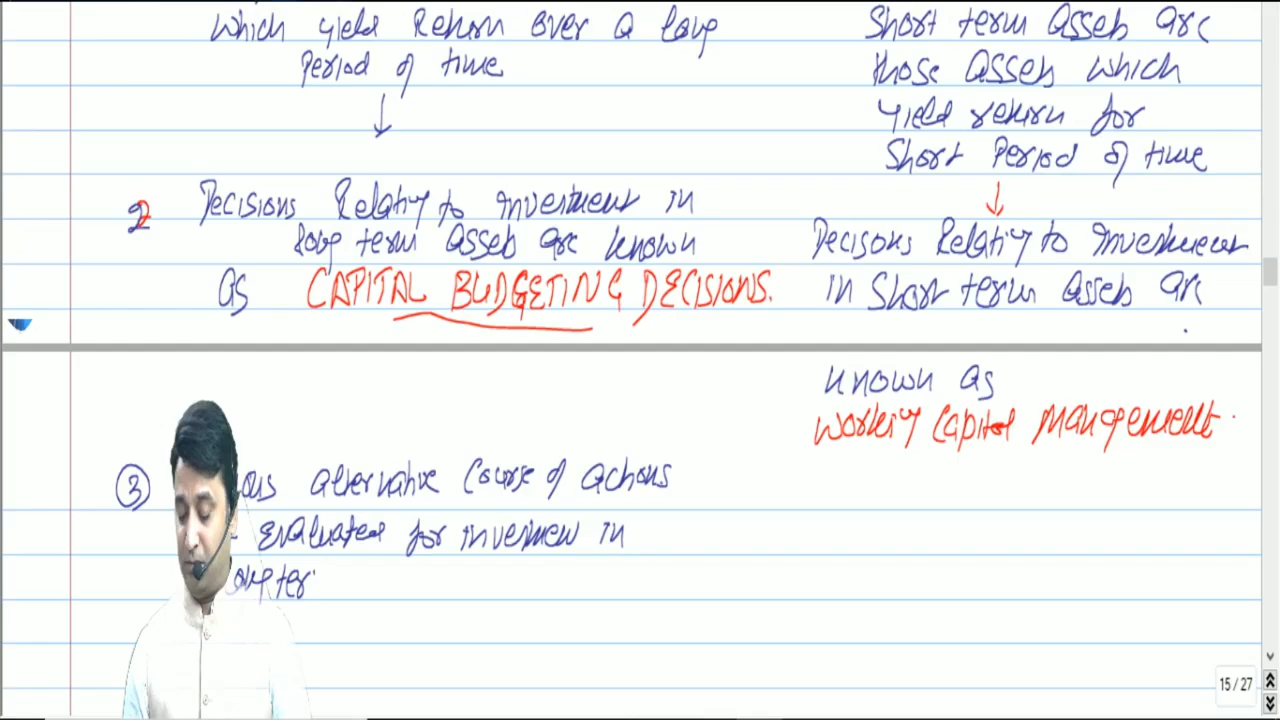 Which yield Return over a long
Period of time
Short term Assets are
those Assets which
yield return for
Short Period of time
2
Decisions Relating to Investment in
long term Assets are known
as CAPITAL BUDGETING DECISIONS.
Decisions Relating to Investment
in Short term Assets are
known as
Working Capital Management.
3
alternative Course of actions
Evaluated for investment in
ter
15 / 27